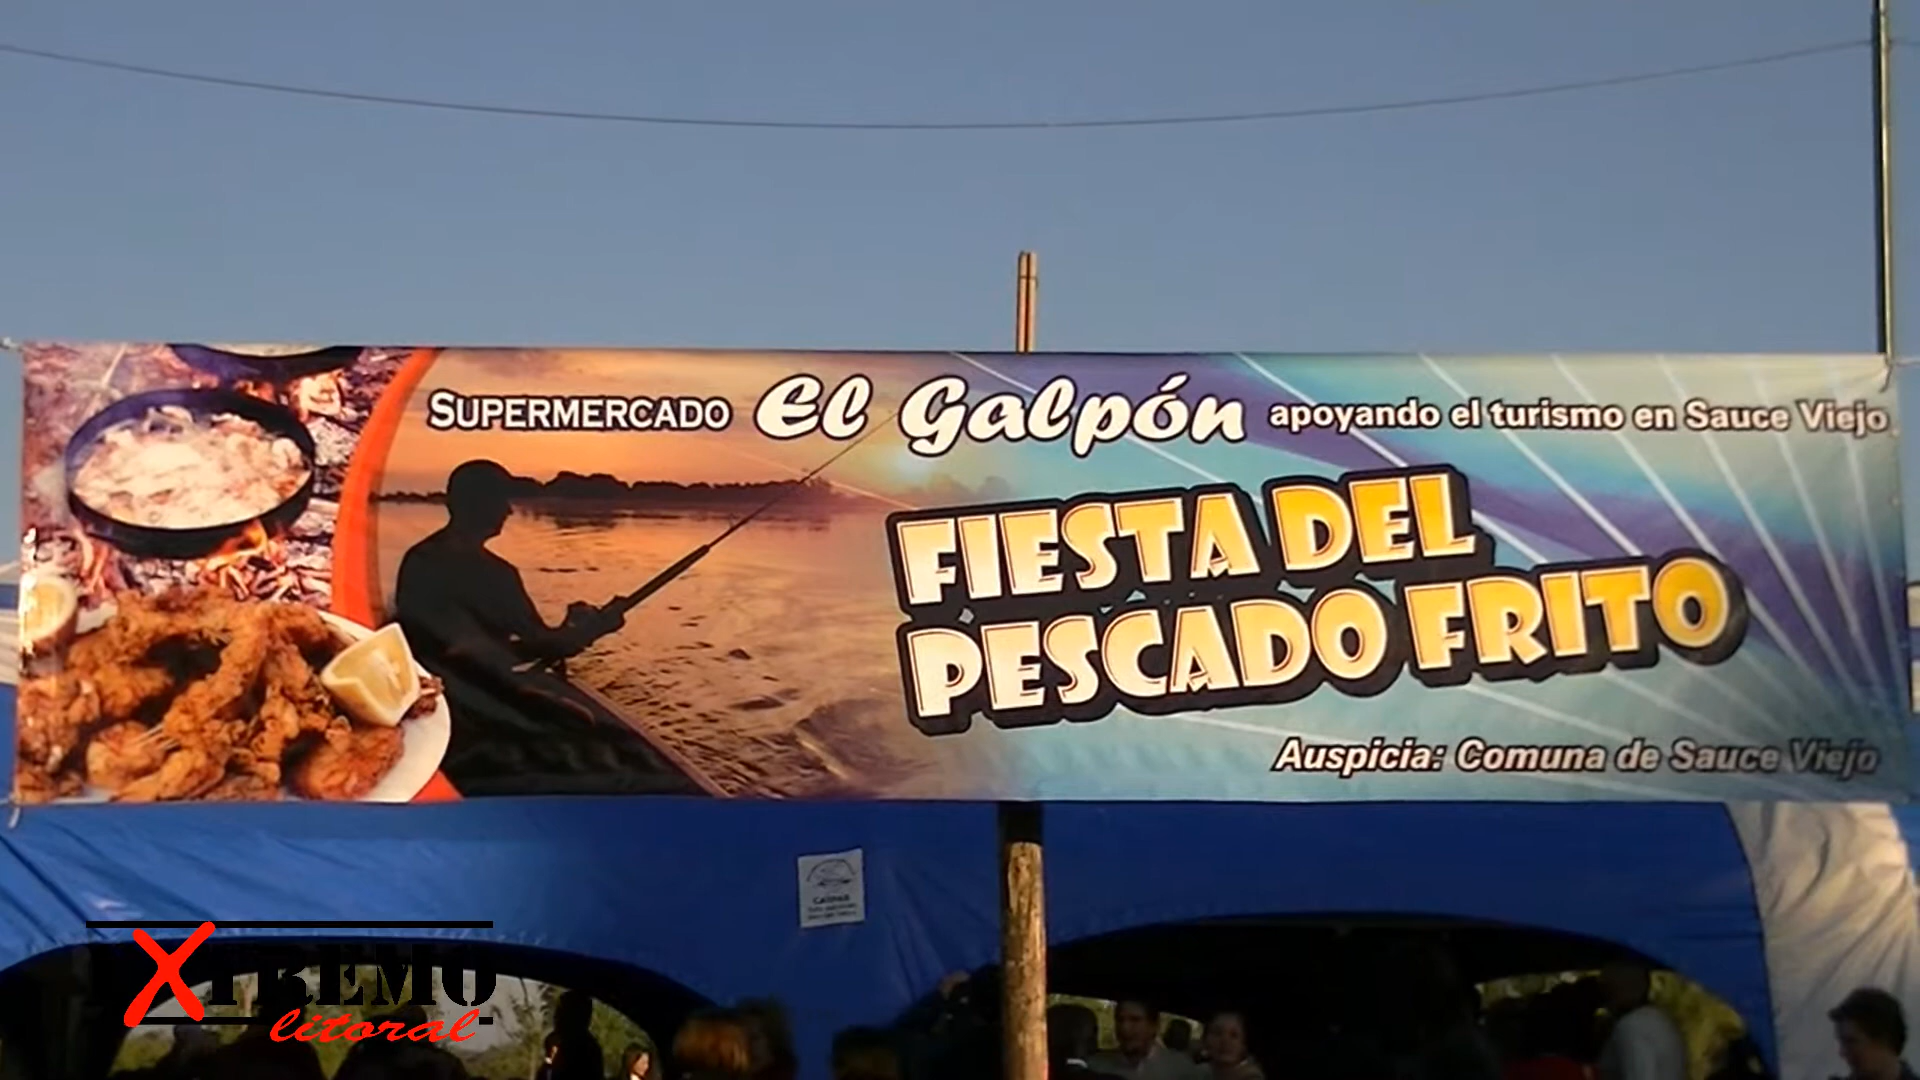 SUPERMERCADO El Galpón apoyando el turismo en Sauce Viejo
FIESTA DEL
PESCADO FRITO
Auspicia: Comuna de Sauce Viejo
EXTREMO
litoral